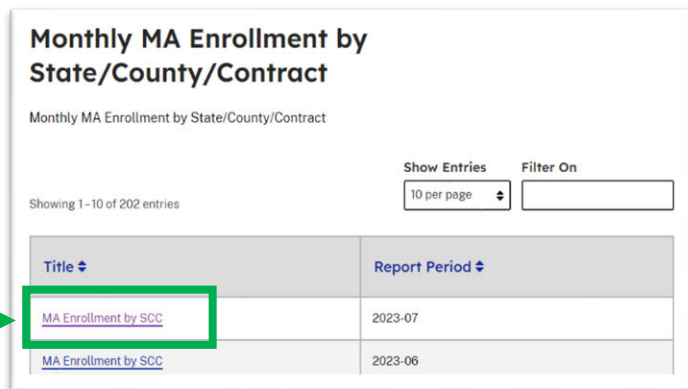 Monthly MA Enrollment by
State/County/Contract
Monthly MA Enrollment by State/County/Contract
Show Entries Filter On
Showing 1-10 of 202 entries 10 per page
Title Report Period
MA Enrollment by SCC 2023-07
MA Enrollment by SCC 2023-06